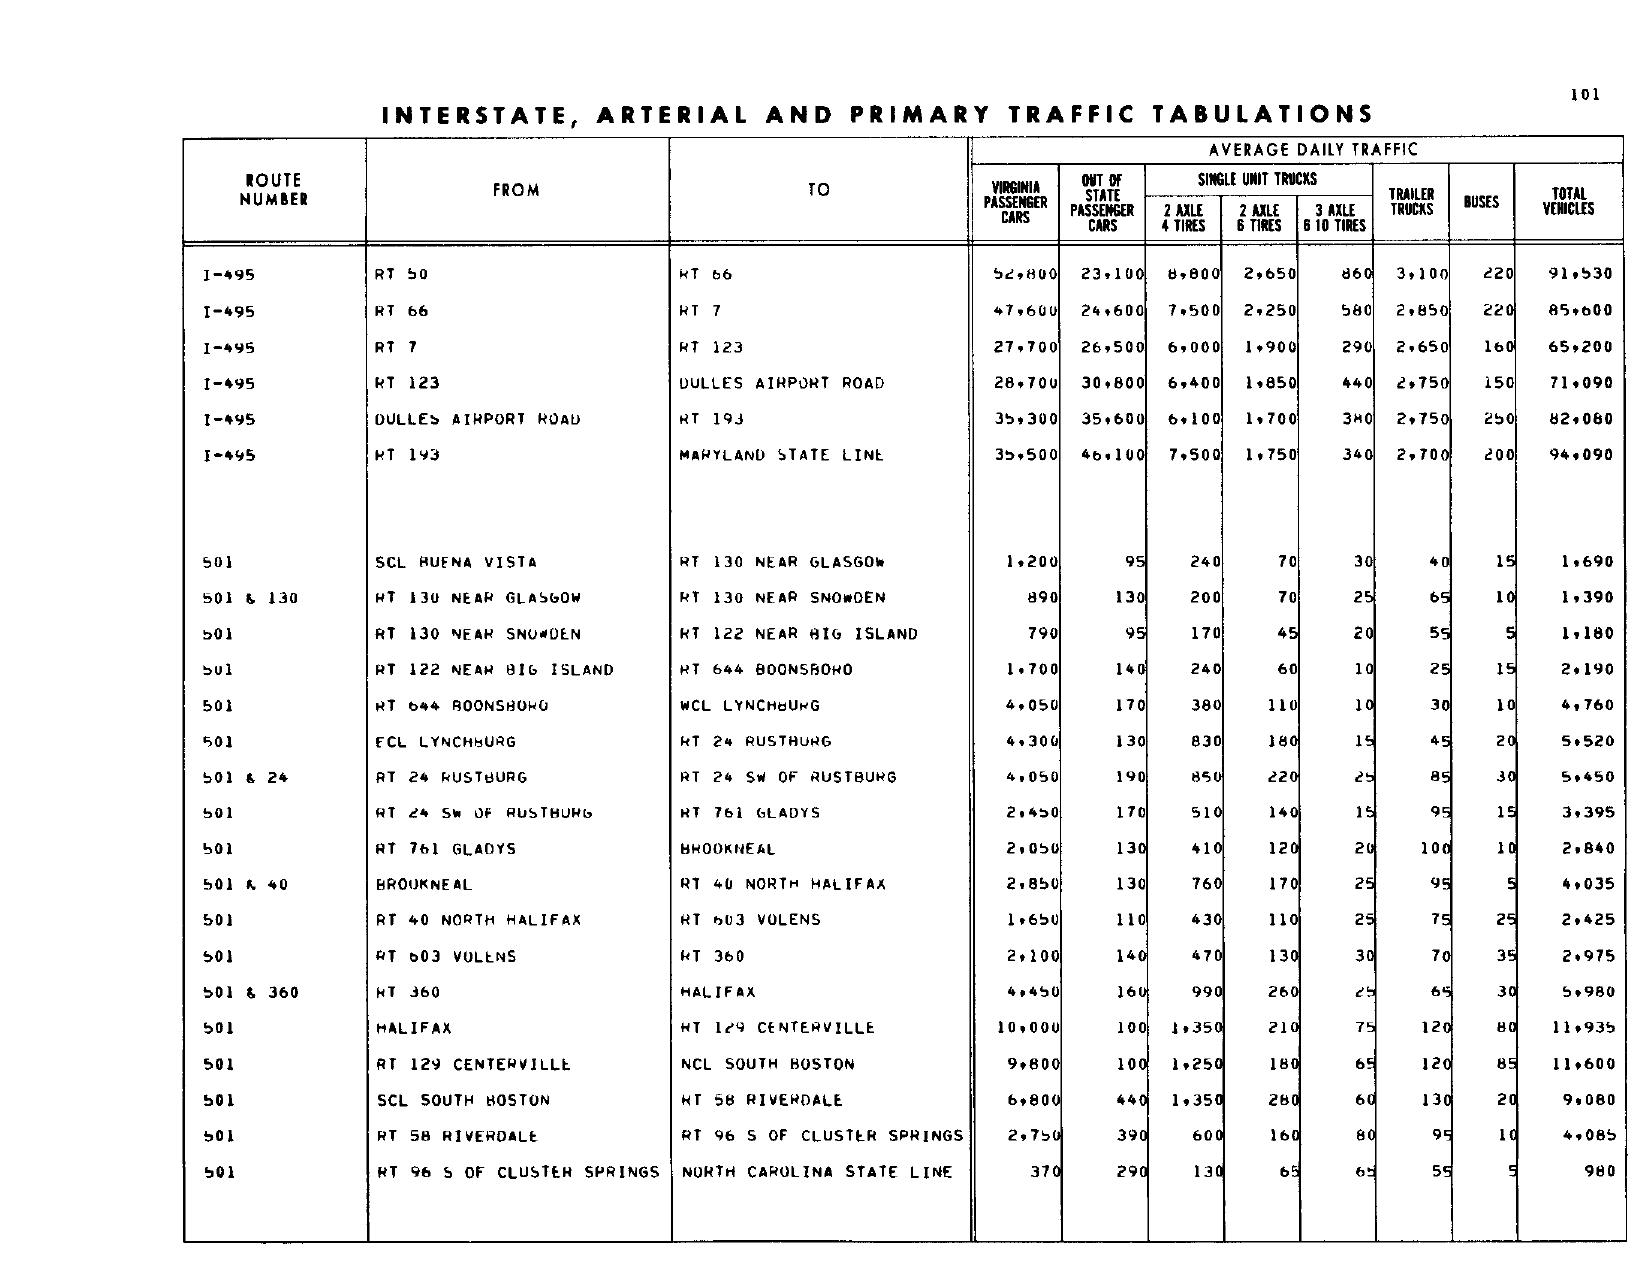 101
INTERSTATE, ARTERIAL AND PRIMARY TRAFFIC TABULATIONS
AVERAGE DAILY TRAFFIC
ROUTE NUMBER FROM TO VIRGINIA PASSENGER CARS OUT OF STATE PASSENGER CARS SINGLE UNIT TRUCKS 2 AXLE 4 TIRES 2 AXLE 6 TIRES 3 AXLE 6 10 TIRES TRAILER TRUCKS BUSES TOTAL VEHICLES
I-495 RT 50 RT 66 52,800 23,100 8,800 2,650 860 3,100 220 91,530
I-495 RT 66 RT 7 47,600 24,600 7,500 2,250 580 2,850 220 85,600
I-495 RT 7 RT 123 27,700 26,500 6,000 1,900 290 2,650 160 65,200
I-495 RT 123 DULLES AIRPORT ROAD 28,700 30,800 6,400 1,850 440 2,750 150 71,090
I-495 DULLES AIRPORT ROAD RT 193 35,300 35,600 6,100 1,700 380 2,750 250 82,080
I-495 RT 193 MARYLAND STATE LINE 35,500 46,100 7,500 1,750 340 2,700 200 94,090
501 SCL BUENA VISTA RT 130 NEAR GLASGOW 1,200 95 240 70 30 40 15 1,690
501 & 130 RT 130 NEAR GLASGOW RT 130 NEAR SNOWDEN 890 130 200 70 25 65 10 1,390
501 RT 130 NEAR SNOWDEN RT 122 NEAR BIG ISLAND 790 95 170 45 20 55 5 1,180
501 RT 122 NEAR BIG ISLAND RT 644 BOONSBORO 1,700 140 240 60 10 25 15 2,190
501 RT 644 BOONSBORO WCL LYNCHBURG 4,050 170 380 110 10 30 10 4,760
501 ECL LYNCHBURG RT 24 RUSTBURG 4,300 130 830 180 15 45 20 5,520
501 & 24 RT 24 RUSTBURG RT 24 SW OF RUSTBURG 4,050 190 850 220 25 85 30 5,450
501 RT 24 SW OF RUSTBURG RT 761 GLADYS 2,450 170 510 140 15 95 15 3,395
501 RT 761 GLADYS BROOKNEAL 2,050 130 410 120 20 100 10 2,840
501 & 40 BROOKNEAL RT 40 NORTH HALIFAX 2,850 130 760 170 25 95 5 4,035
501 RT 40 NORTH HALIFAX RT 603 VOLENS 1,650 110 430 110 25 75 25 2,425
501 RT 603 VOLENS RT 360 2,100 140 470 130 30 70 35 2,975
501 & 360 RT 360 HALIFAX 4,450 160 990 260 25 65 30 5,980
501 HALIFAX RT 129 CENTERVILLE 10,000 100 1,350 210 75 120 80 11,935
501 RT 129 CENTERVILLE NCL SOUTH BOSTON 9,800 100 1,250 180 65 120 85 11,600
501 SCL SOUTH BOSTON RT 58 RIVERDALE 6,800 440 1,350 280 60 130 20 9,080
501 RT 58 RIVERDALE RT 96 S OF CLUSTER SPRINGS 2,750 390 600 160 80 95 10 4,085
501 RT 96 S OF CLUSTER SPRINGS NORTH CAROLINA STATE LINE 370 290 130 65 65 55 5 980